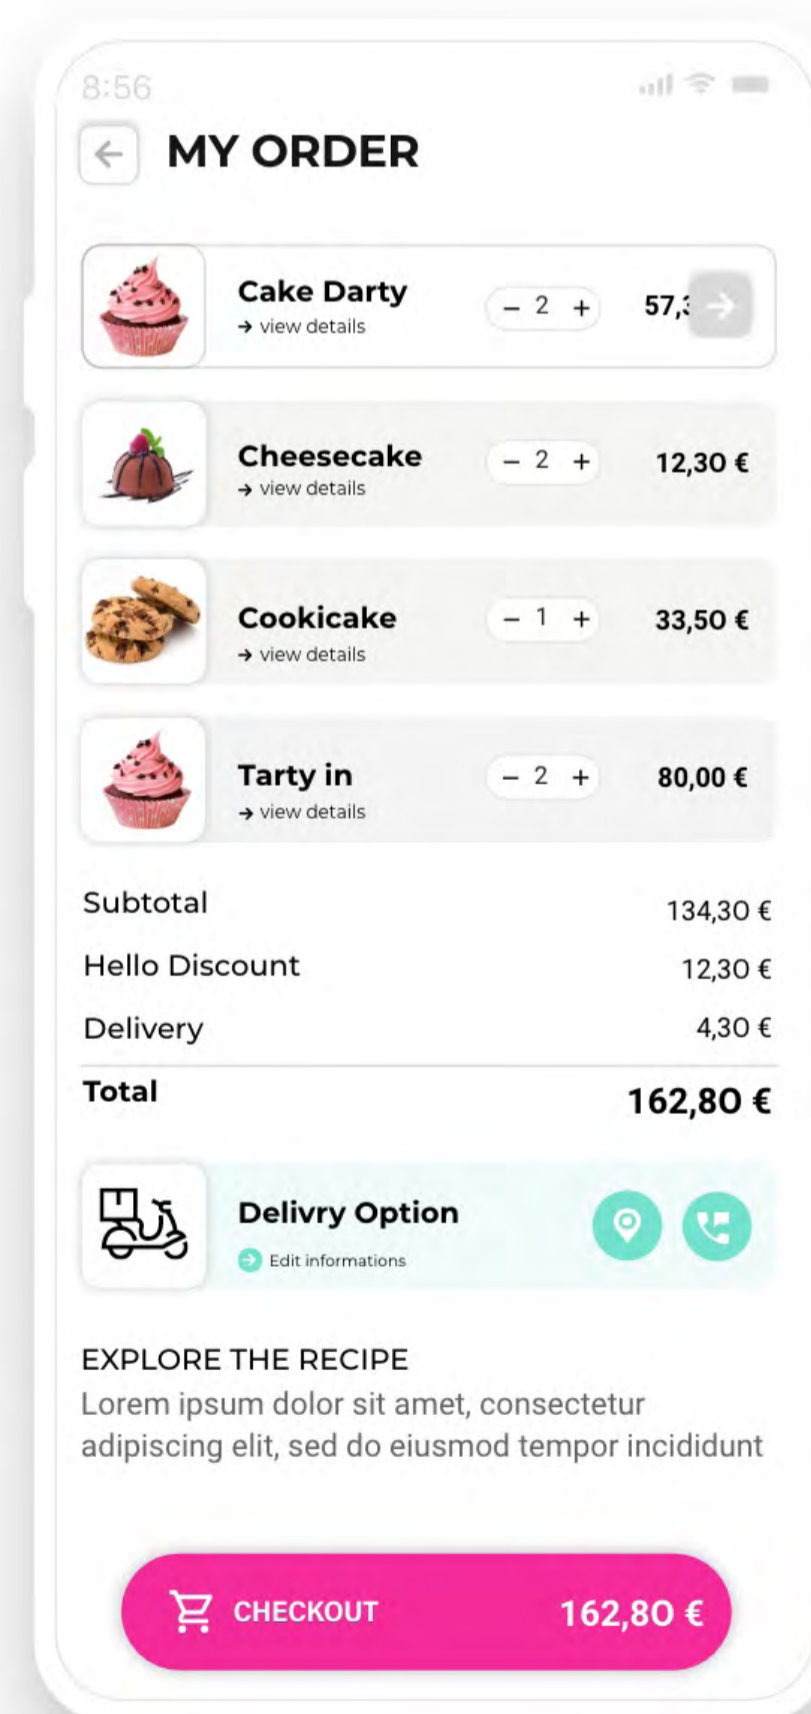 8:56
MY ORDER
Cake Darty
→ view details
– 2 +
57,3
Cheesecake
→ view details
– 2 +
12,30 €
Cookicake
→ view details
– 1 +
33,50 €
Tarty in
→ view details
– 2 +
80,00 €
Subtotal 134,30 €
Hello Discount 12,30 €
Delivery 4,30 €
Total 162,80 €
Delivry Option
Edit informations
EXPLORE THE RECIPE
Lorem ipsum dolor sit amet, consectetur
adipiscing elit, sed do eiusmod tempor incididunt
CHECKOUT 162,80 €